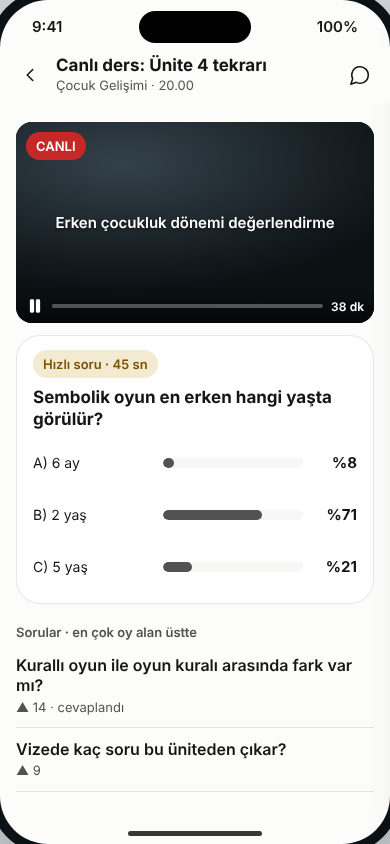 9:41
100%
Canlı ders: Ünite 4 tekrarı
Çocuk Gelişimi · 20.00
CANLI
Erken çocukluk dönemi değerlendirme
38 dk
Hızlı soru · 45 sn
Sembolik oyun en erken hangi yaşta
görülür?
A) 6 ay %8
B) 2 yaş %71
C) 5 yaş %21
Sorular · en çok oy alan üstte
Kurallı oyun ile oyun kuralı arasında fark var
mı?
▲ 14 · cevaplandı
Vizede kaç soru bu üniteden çıkar?
▲ 9